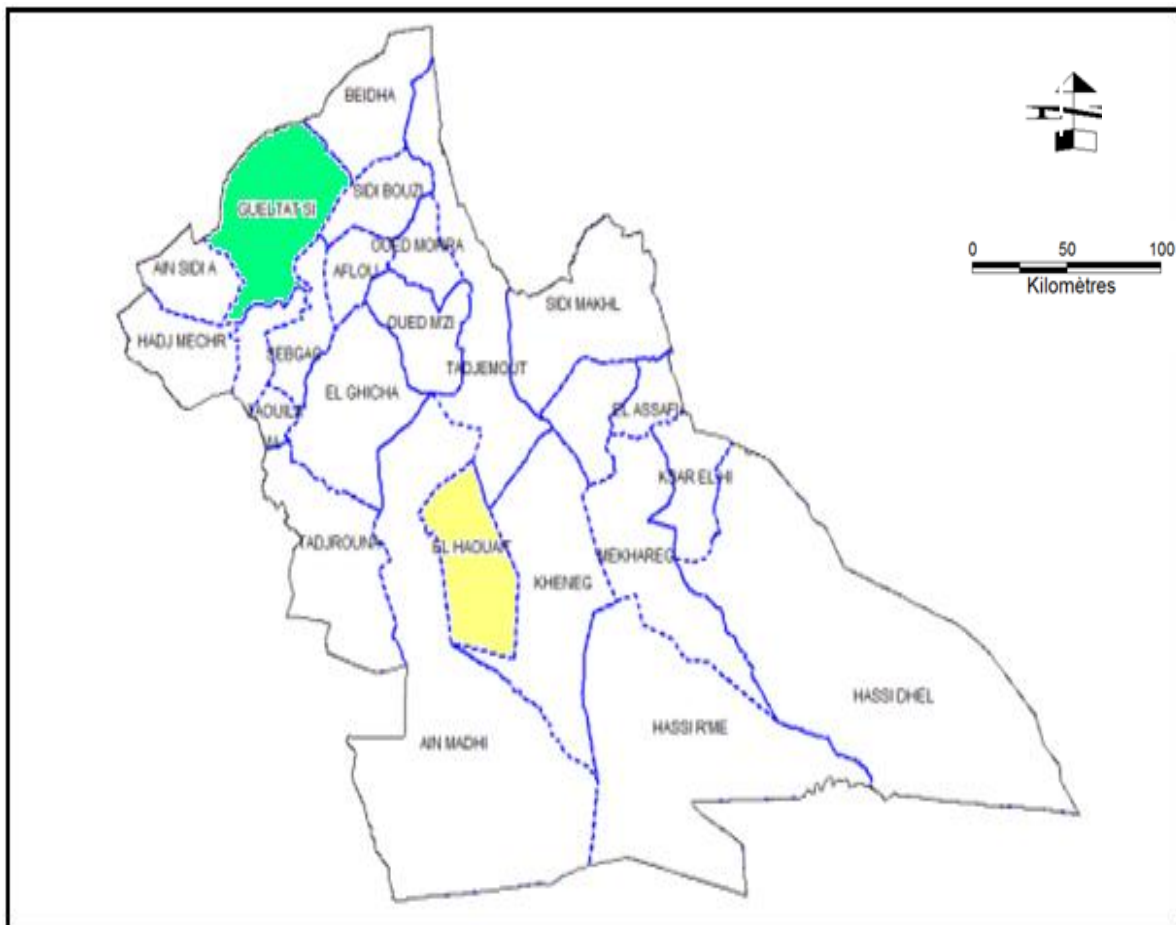 BEIDHA
SIDI BOUZI
GUELTAT SI
OUED MORRA
AIN SIDI A
AFLOU
SIDI MAKHL
0 50 100
Kilomètres
OUED M'ZI
HADJ MECHR
SEBGAG
TADJEMOUT
EL GHICHA
TAOUILA
EL ASSAFI
KSAR EL HI
TADJROUNA
EL HAOUAIT
MEKHAREG
KHENEG
HASSI DHEL
HASSI R'ME
AIN MADHI